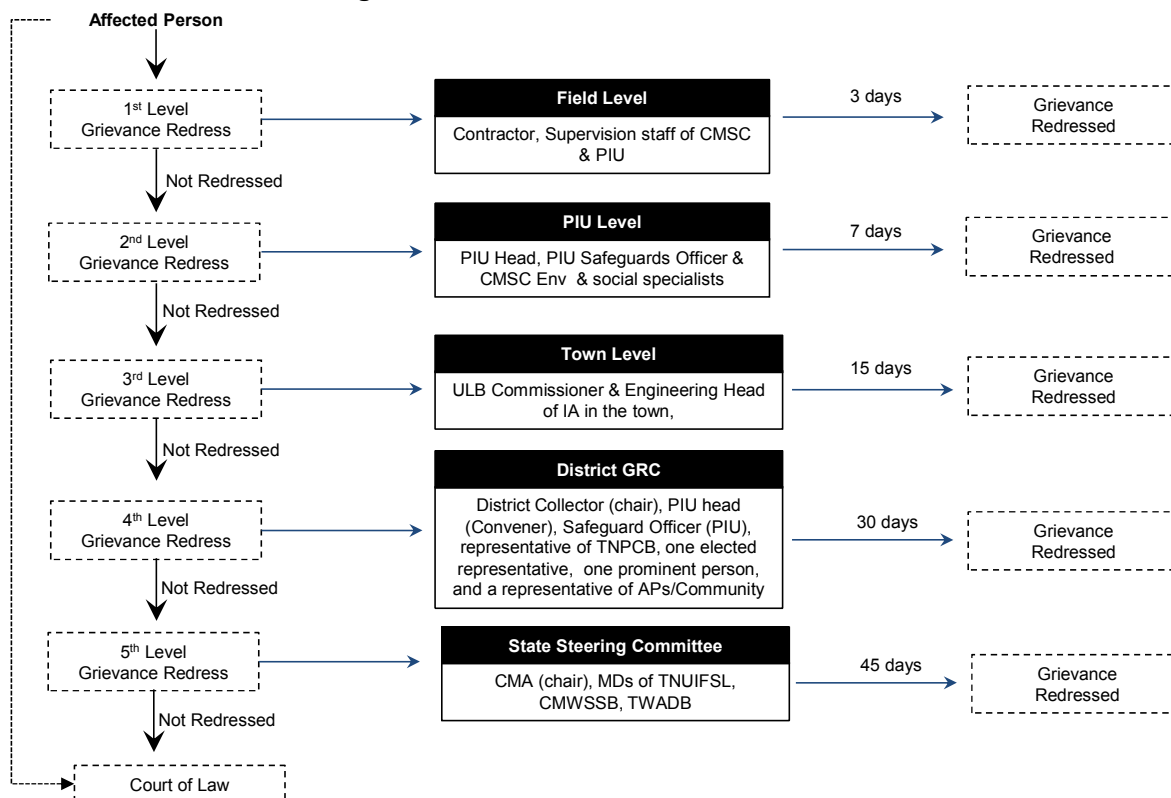 Affected Person
1st Level
Grievance Redress
Field Level
Contractor, Supervision staff of CMSC
& PIU
3 days
Grievance
Redressed
Not Redressed
2nd Level
Grievance Redress
PIU Level
PIU Head, PIU Safeguards Officer &
CMSC Env & social specialists
7 days
Grievance
Redressed
Not Redressed
3rd Level
Grievance Redress
Town Level
ULB Commissioner & Engineering Head
of IA in the town,
15 days
Grievance
Redressed
Not Redressed
4th Level
Grievance Redress
District GRC
District Collector (chair), PIU head
(Convener), Safeguard Officer (PIU),
representative of TNPCB, one elected
representative, one prominent person,
and a representative of APs/Community
30 days
Grievance
Redressed
Not Redressed
5th Level
Grievance Redress
State Steering Committee
CMA (chair), MDs of TNUIFSL,
CMWSSB, TWADB
45 days
Grievance
Redressed
Not Redressed
Court of Law